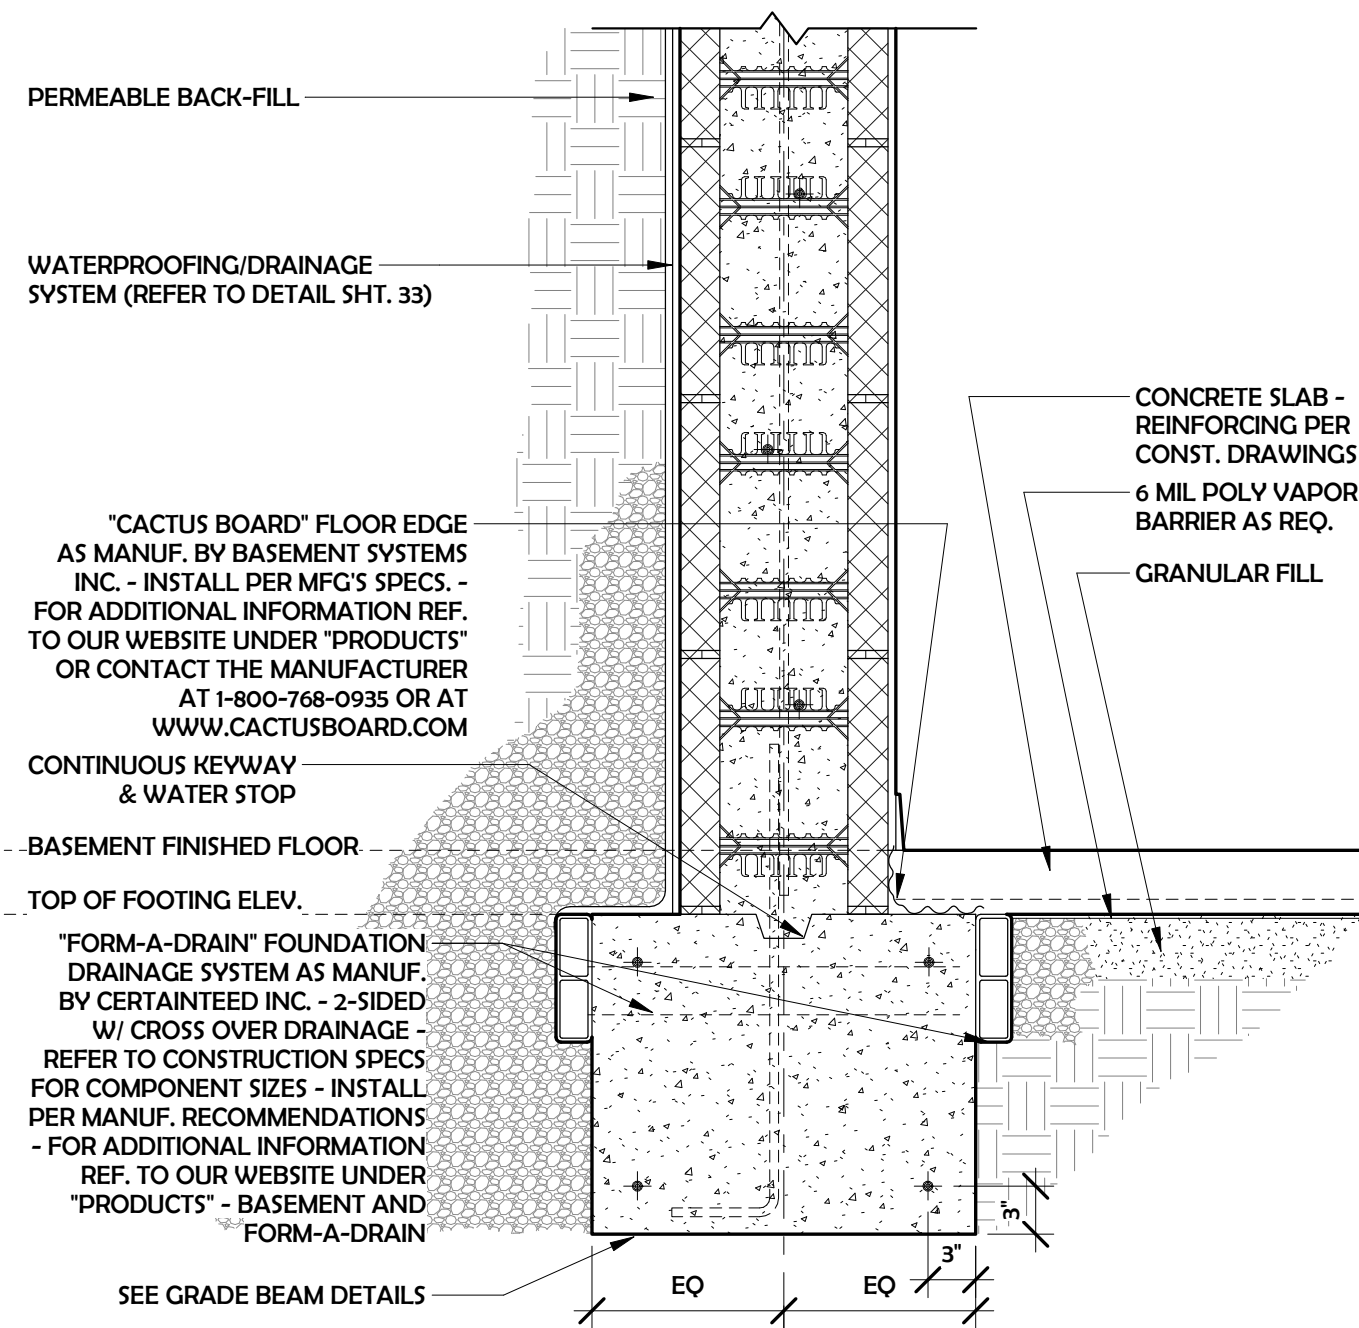 PERMEABLE BACK-FILL
WATERPROOFING/DRAINAGE
SYSTEM (REFER TO DETAIL SHT. 33)
"CACTUS BOARD" FLOOR EDGE
AS MANUF. BY BASEMENT SYSTEMS
INC. - INSTALL PER MFG'S SPECS. -
FOR ADDITIONAL INFORMATION REF.
TO OUR WEBSITE UNDER "PRODUCTS"
OR CONTACT THE MANUFACTURER
AT 1-800-768-0935 OR AT
WWW.CACTUSBOARD.COM
CONTINUOUS KEYWAY
& WATER STOP
BASEMENT FINISHED FLOOR
TOP OF FOOTING ELEV.
"FORM-A-DRAIN" FOUNDATION
DRAINAGE SYSTEM AS MANUF.
BY CERTAINTEED INC. - 2-SIDED
W/ CROSS OVER DRAINAGE -
REFER TO CONSTRUCTION SPECS
FOR COMPONENT SIZES - INSTALL
PER MANUF. RECOMMENDATIONS
- FOR ADDITIONAL INFORMATION
REF. TO OUR WEBSITE UNDER
"PRODUCTS" - BASEMENT AND
FORM-A-DRAIN
SEE GRADE BEAM DETAILS
CONCRETE SLAB -
REINFORCING PER
CONST. DRAWINGS
6 MIL POLY VAPOR
BARRIER AS REQ.
GRANULAR FILL
3"
3"
EQ
EQ